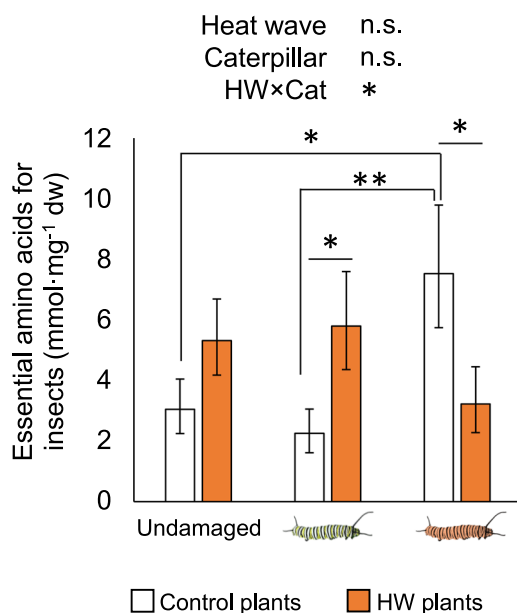 Heat wave n.s.
Caterpillar n.s.
HW×Cat *
Essential amino acids for
insects (mmol·mg⁻¹ dw)
12
10
8
6
4
2
0
*
*
**
*
Undamaged
Control plants
HW plants